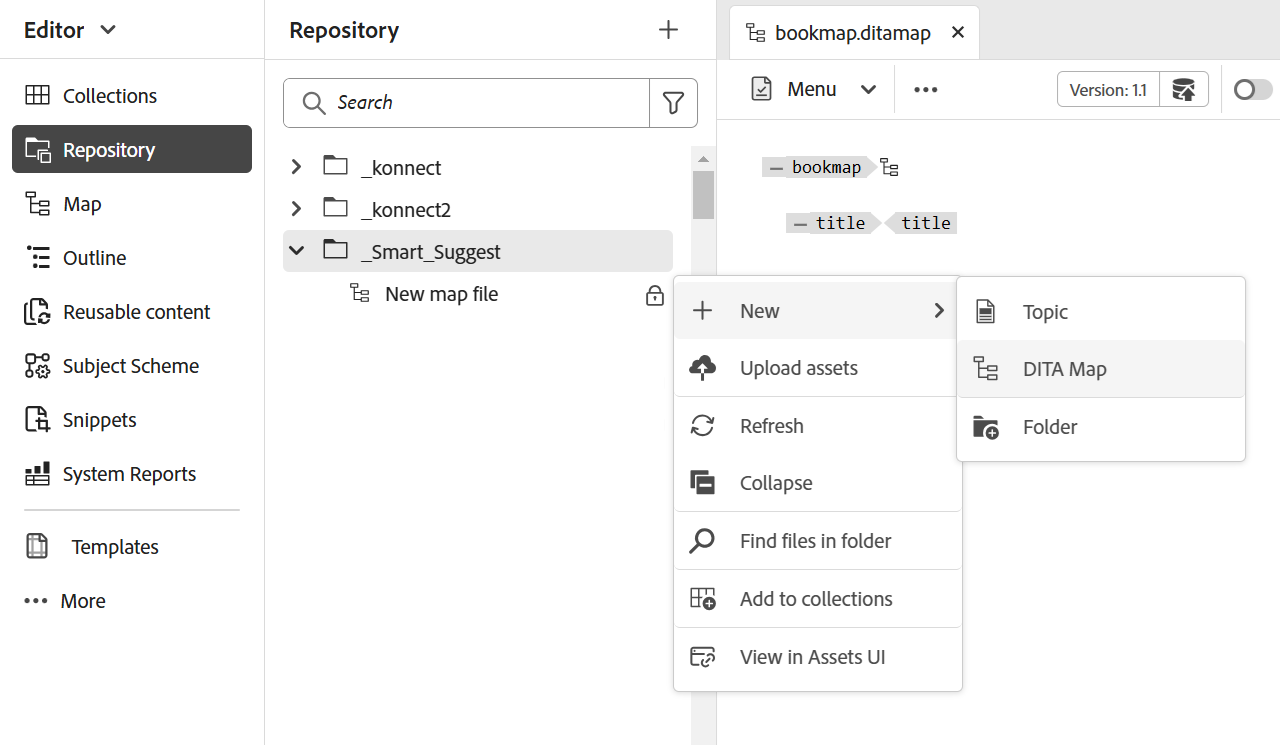 Editor
Collections
Repository
Map
Outline
Reusable content
Subject Scheme
Snippets
System Reports
Templates
More
Repository
Search
_konnect
_konnect2
_Smart_Suggest
New map file
bookmap.ditamap
Menu
Version: 1.1
bookmap
title title
New
Upload assets
Refresh
Collapse
Find files in folder
Add to collections
View in Assets UI
Topic
DITA Map
Folder